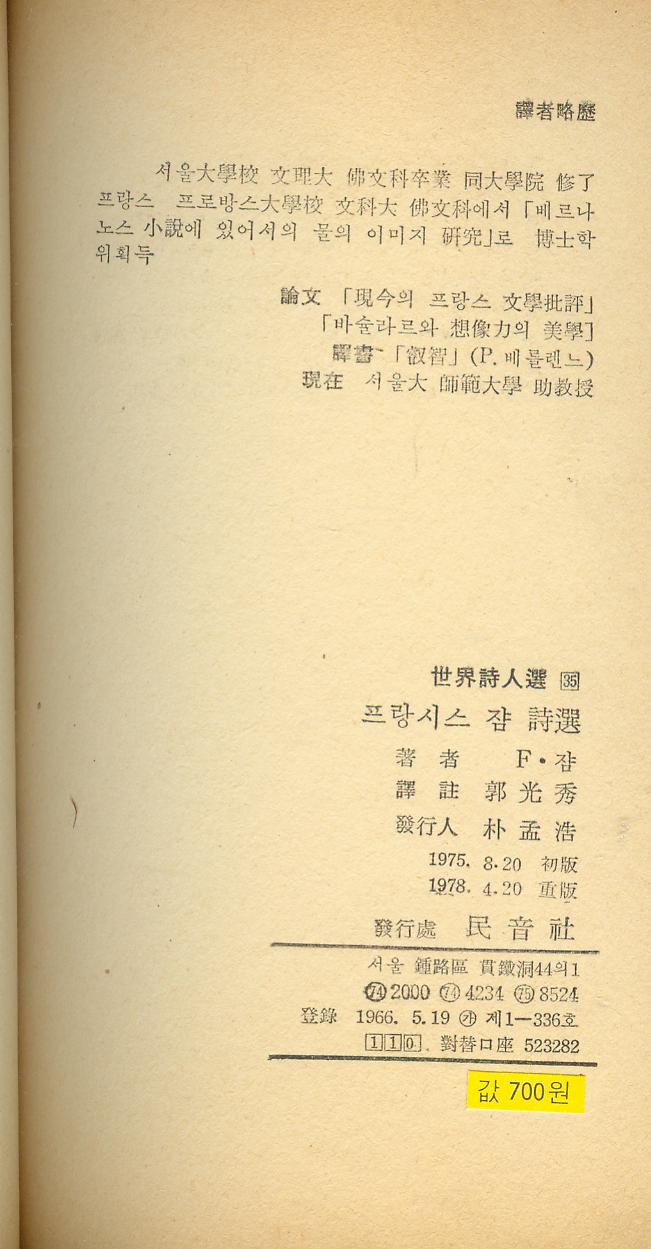 譯者略歷
서울大學校 文理大 佛文科卒業 同大學院 修了
프랑스 프로방스大學校 文科大 佛文科에서 「베르나
노스 小說에 있어서의 물의 이미지 研究」로 博士학
위획득
論文 「現今의 프랑스 文學批評」
「바슐라르와 想像力의 美學]
譯書 「叡智」(P. 베를렌느)
現在 서울大 師範大學 助教授
世界詩人選 35
프랑시스 쟘 詩選
著者 F·쟘
譯註 郭光秀
發行人 朴孟浩
1975. 8.20 初版
1978. 4.20 重版
發行處 民音社
서울 鍾路區 貫鐵洞44의1
74 2000 74 4234 75 8524
登錄 1966. 5.19 ㉮ 제1—336호
110. 對替口座 523282
값 700원